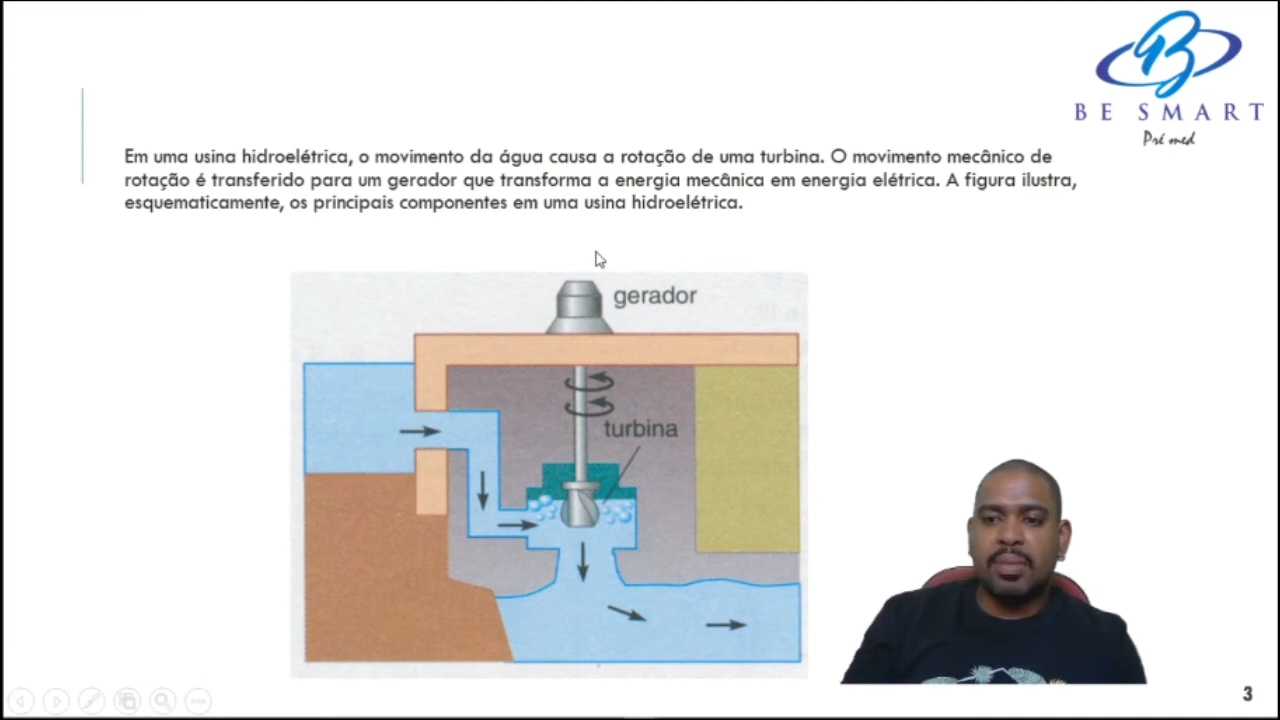 BE SMART
Pré med
Em uma usina hidroelétrica, o movimento da água causa a rotação de uma turbina. O movimento mecânico de
rotação é transferido para um gerador que transforma a energia mecânica em energia elétrica. A figura ilustra,
esquematicamente, os principais componentes em uma usina hidroelétrica.
gerador
turbina
3